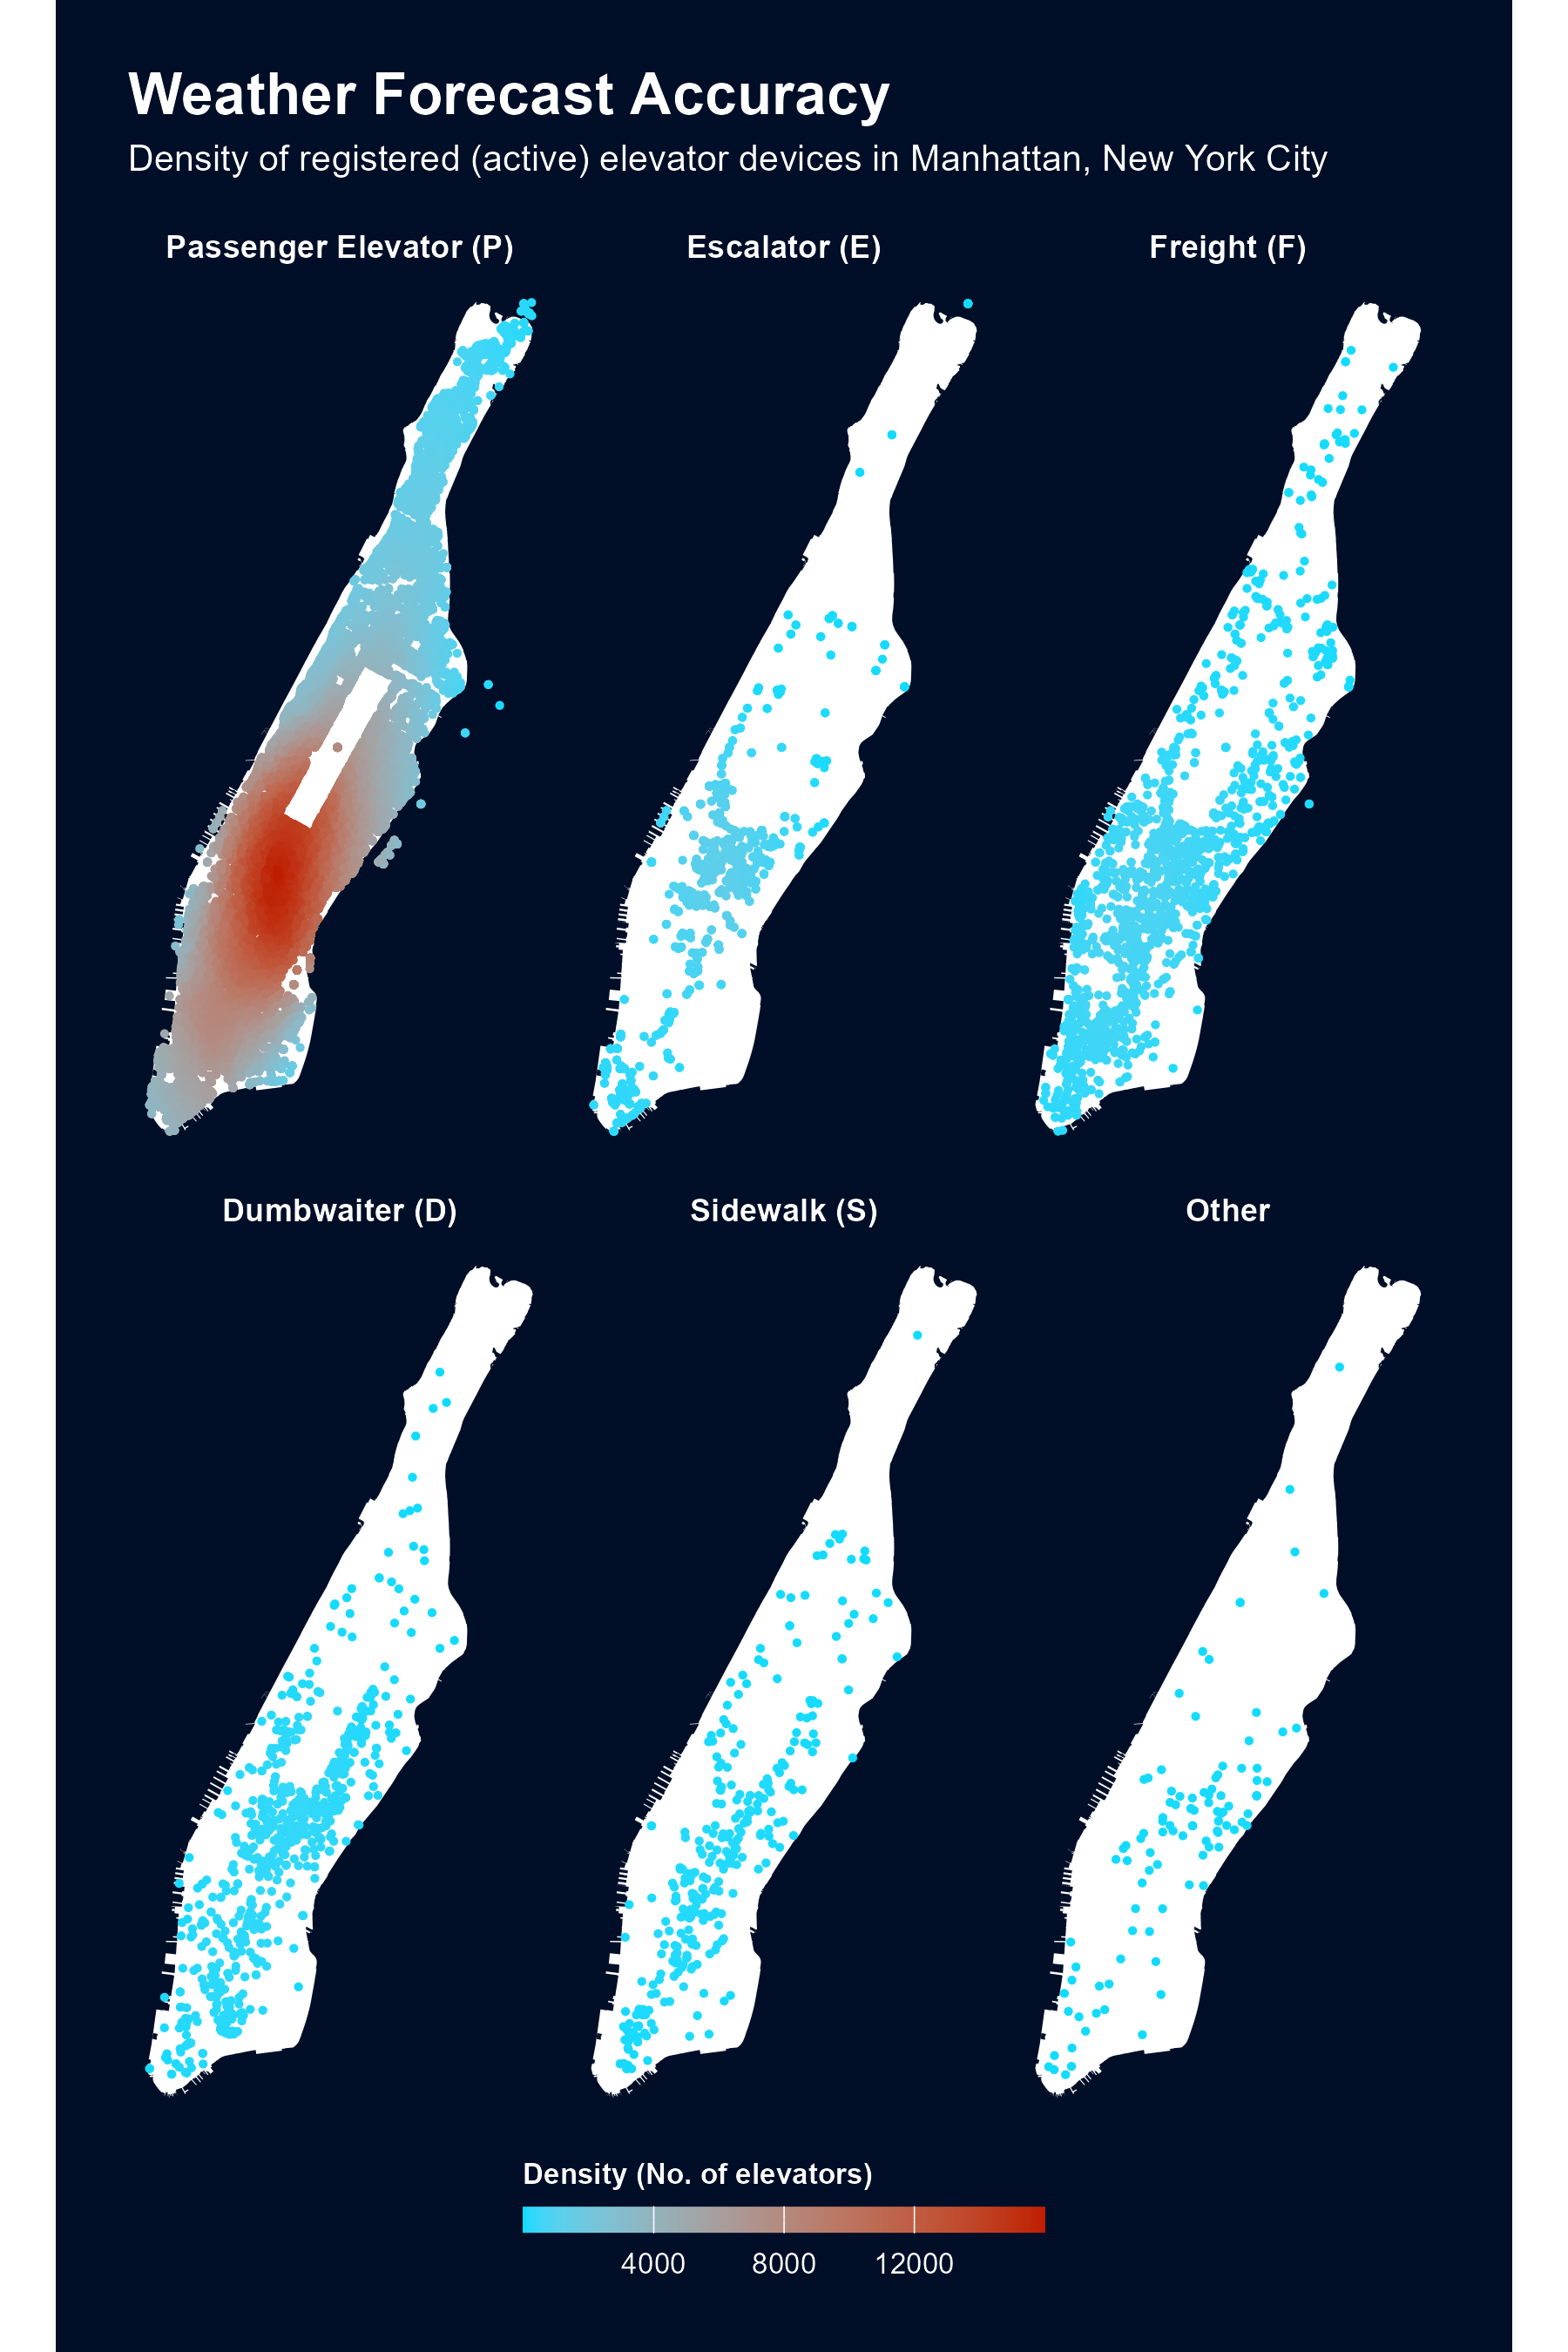 Weather Forecast Accuracy
Density of registered (active) elevator devices in Manhattan, New York City
Passenger Elevator (P)
Escalator (E)
Freight (F)
Dumbwaiter (D)
Sidewalk (S)
Other
Density (No. of elevators)
4000 8000 12000